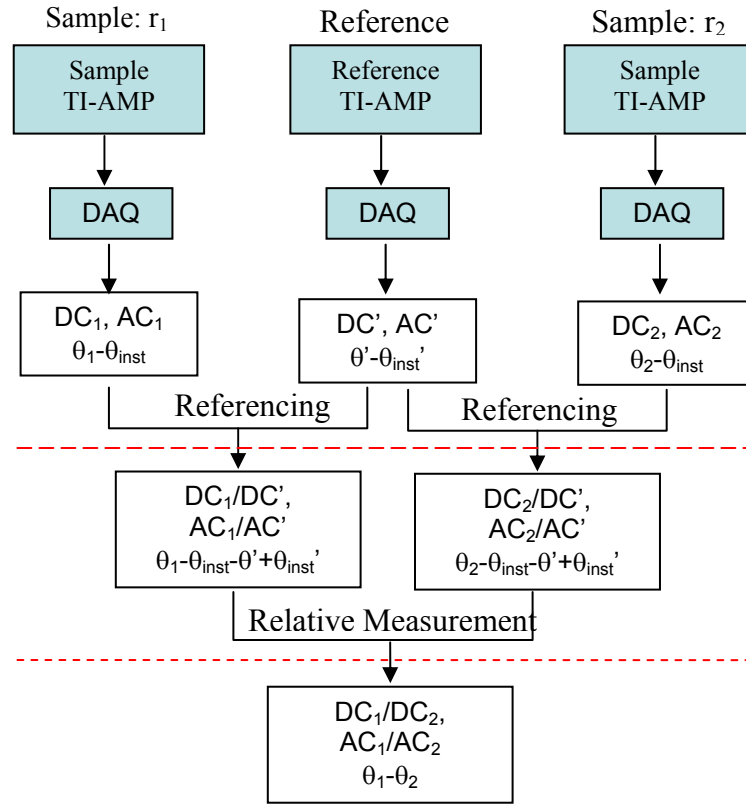 Sample: r₁
Reference
Sample: r₂
Sample
TI-AMP
Reference
TI-AMP
Sample
TI-AMP
DAQ
DAQ
DAQ
DC₁, AC₁
θ₁-θinst
DC’, AC’
θ’-θinst’
DC₂, AC₂
θ₂-θinst
Referencing
Referencing
DC₁/DC’,
AC₁/AC’
θ₁-θinst-θ’+θinst’
DC₂/DC’,
AC₂/AC’
θ₂-θinst-θ’+θinst’
Relative Measurement
DC₁/DC₂,
AC₁/AC₂
θ₁-θ₂